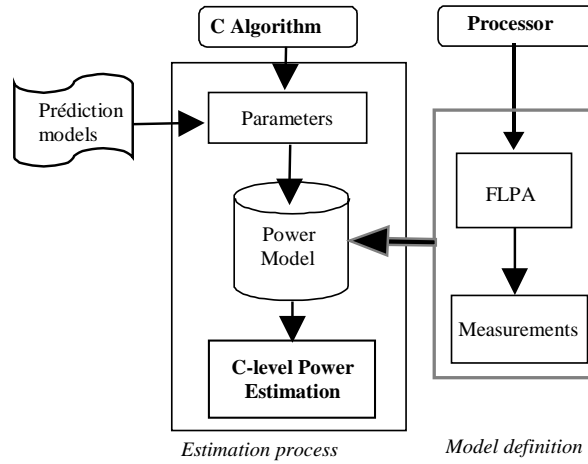 C Algorithm
Processor
Prédiction
models
Parameters
FLPA
Power
Model
Measurements
C-level Power
Estimation
Estimation process
Model definition